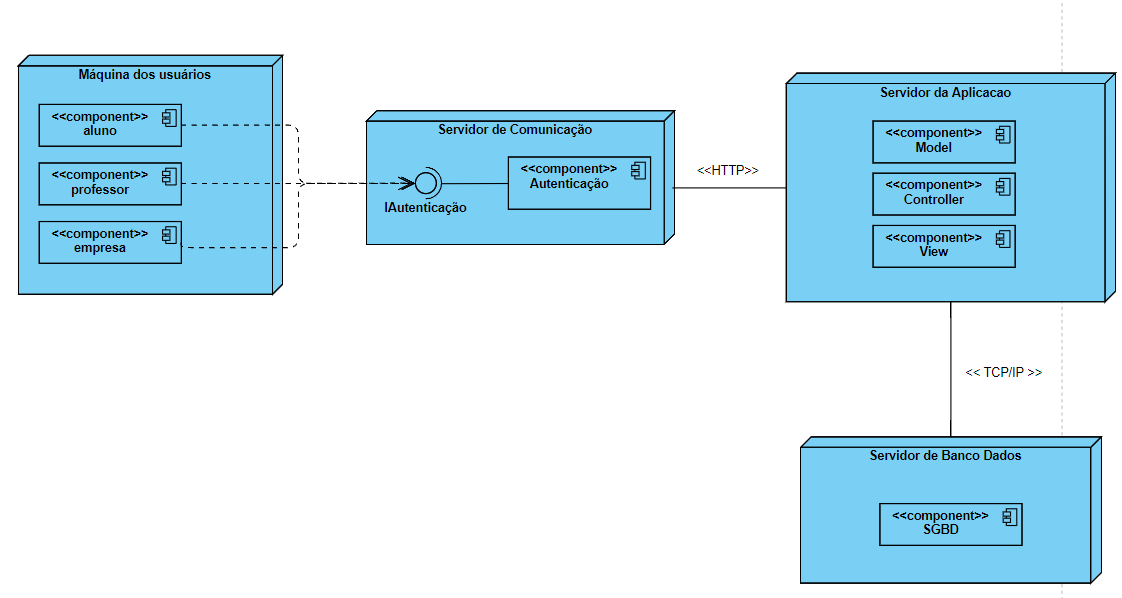 Máquina dos usuários
<<component>>
aluno
<<component>>
professor
<<component>>
empresa
Servidor de Comunicação
IAutenticação
<<component>>
Autenticação
<<HTTP>>
Servidor da Aplicacao
<<component>>
Model
<<component>>
Controller
<<component>>
View
<< TCP/IP >>
Servidor de Banco Dados
<<component>>
SGBD